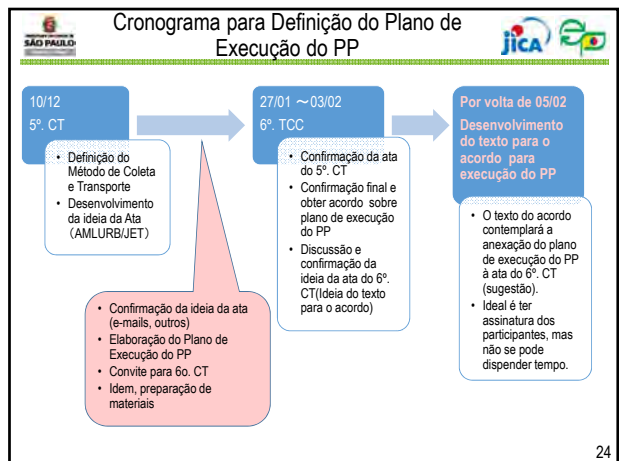 Cronograma para Definição do Plano de
Execução do PP
SÃO PAULO
jica
10/12
5º. CT
• Definição do
Método de Coleta
e Transporte
• Desenvolvimento
da ideia da Ata
（AMLURB/JET）
27/01 ～03/02
6º. TCC
• Confirmação da ata
do 5º. CT
• Confirmação final e
obter acordo sobre
plano de execução
do PP
• Discussão e
confirmação da
ideia da ata do 6º.
CT(Ideia do texto
para o acordo)
Por volta de 05/02
Desenvolvimento
do texto para o
acordo para
execução do PP
• O texto do acordo
contemplará a
anexação do plano
de execução do PP
à ata do 6º. CT
(sugestão).
• Ideal é ter
assinatura dos
participantes, mas
não se pode
dispender tempo.
• Confirmação da ideia da ata
(e-mails, outros)
• Elaboração do Plano de
Execução do PP
• Convite para 6o. CT
• Idem, preparação de
materiais
24